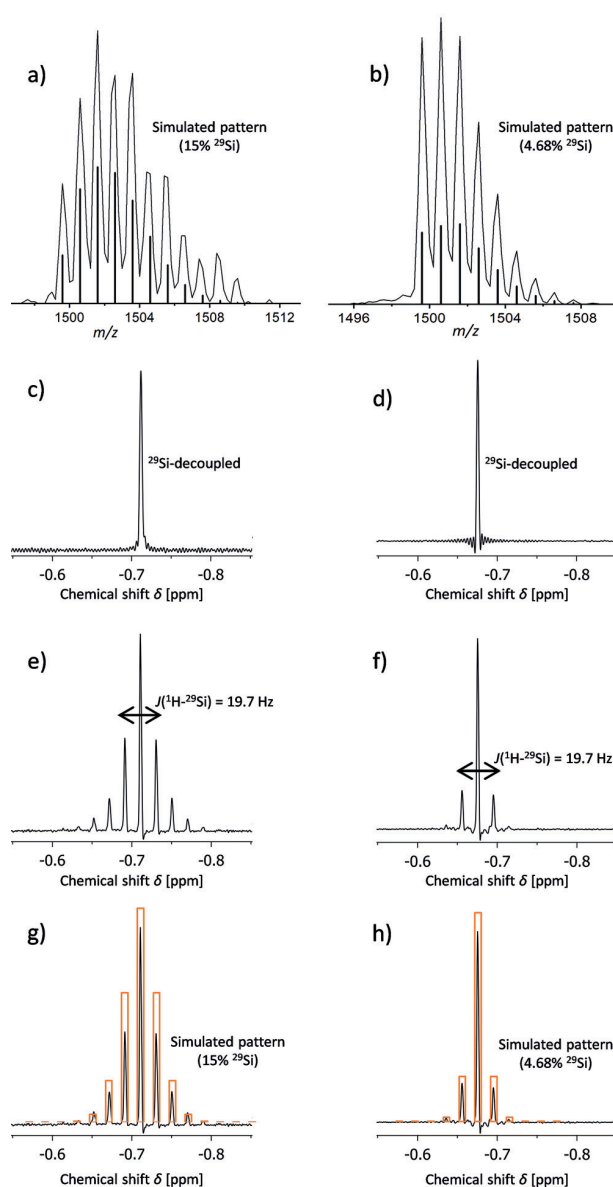 a)
Simulated pattern
(15% ²⁹Si)
1500 1504 1508 1512
m/z
b)
Simulated pattern
(4.68% ²⁹Si)
1496 1500 1504 1508
m/z
c)
²⁹Si-decoupled
-0.6 -0.7 -0.8
Chemical shift δ [ppm]
d)
²⁹Si-decoupled
-0.6 -0.7 -0.8
Chemical shift δ [ppm]
e)
J(¹H-²⁹Si) = 19.7 Hz
-0.6 -0.7 -0.8
Chemical shift δ [ppm]
f)
J(¹H-²⁹Si) = 19.7 Hz
-0.6 -0.7 -0.8
Chemical shift δ [ppm]
g)
Simulated pattern
(15% ²⁹Si)
-0.6 -0.7 -0.8
Chemical shift δ [ppm]
h)
Simulated pattern
(4.68% ²⁹Si)
-0.6 -0.7 -0.8
Chemical shift δ [ppm]